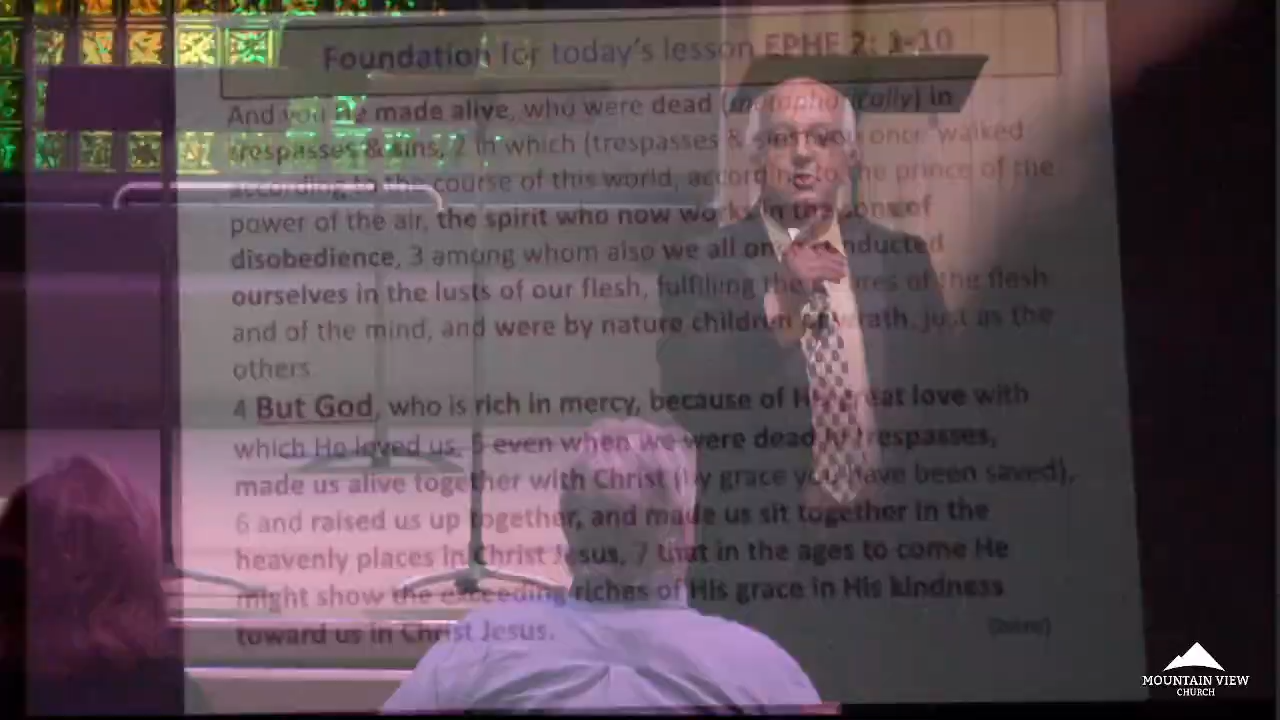 Foundation for today's lesson EPHE 2: 1-10
And you He made alive, who were dead (metaphorically) in
trespasses & sins, 2 in which (trespasses & sins) you once walked
according to the course of this world, according to the prince of the
power of the air, the spirit who now works in the sons of
disobedience, 3 among whom also we all once conducted
ourselves in the lusts of our flesh, fulfilling the desires of the flesh
and of the mind, and were by nature children of wrath, just as the
others
4 But God, who is rich in mercy, because of His great love with
which He loved us, 5 even when we were dead in trespasses,
made us alive together with Christ (by grace you have been saved),
6 and raised us up together, and made us sit together in the
heavenly places in Christ Jesus, 7 that in the ages to come He
might show the exceeding riches of His grace in His kindness
toward us in Christ Jesus.
MOUNTAIN VIEW
CHURCH